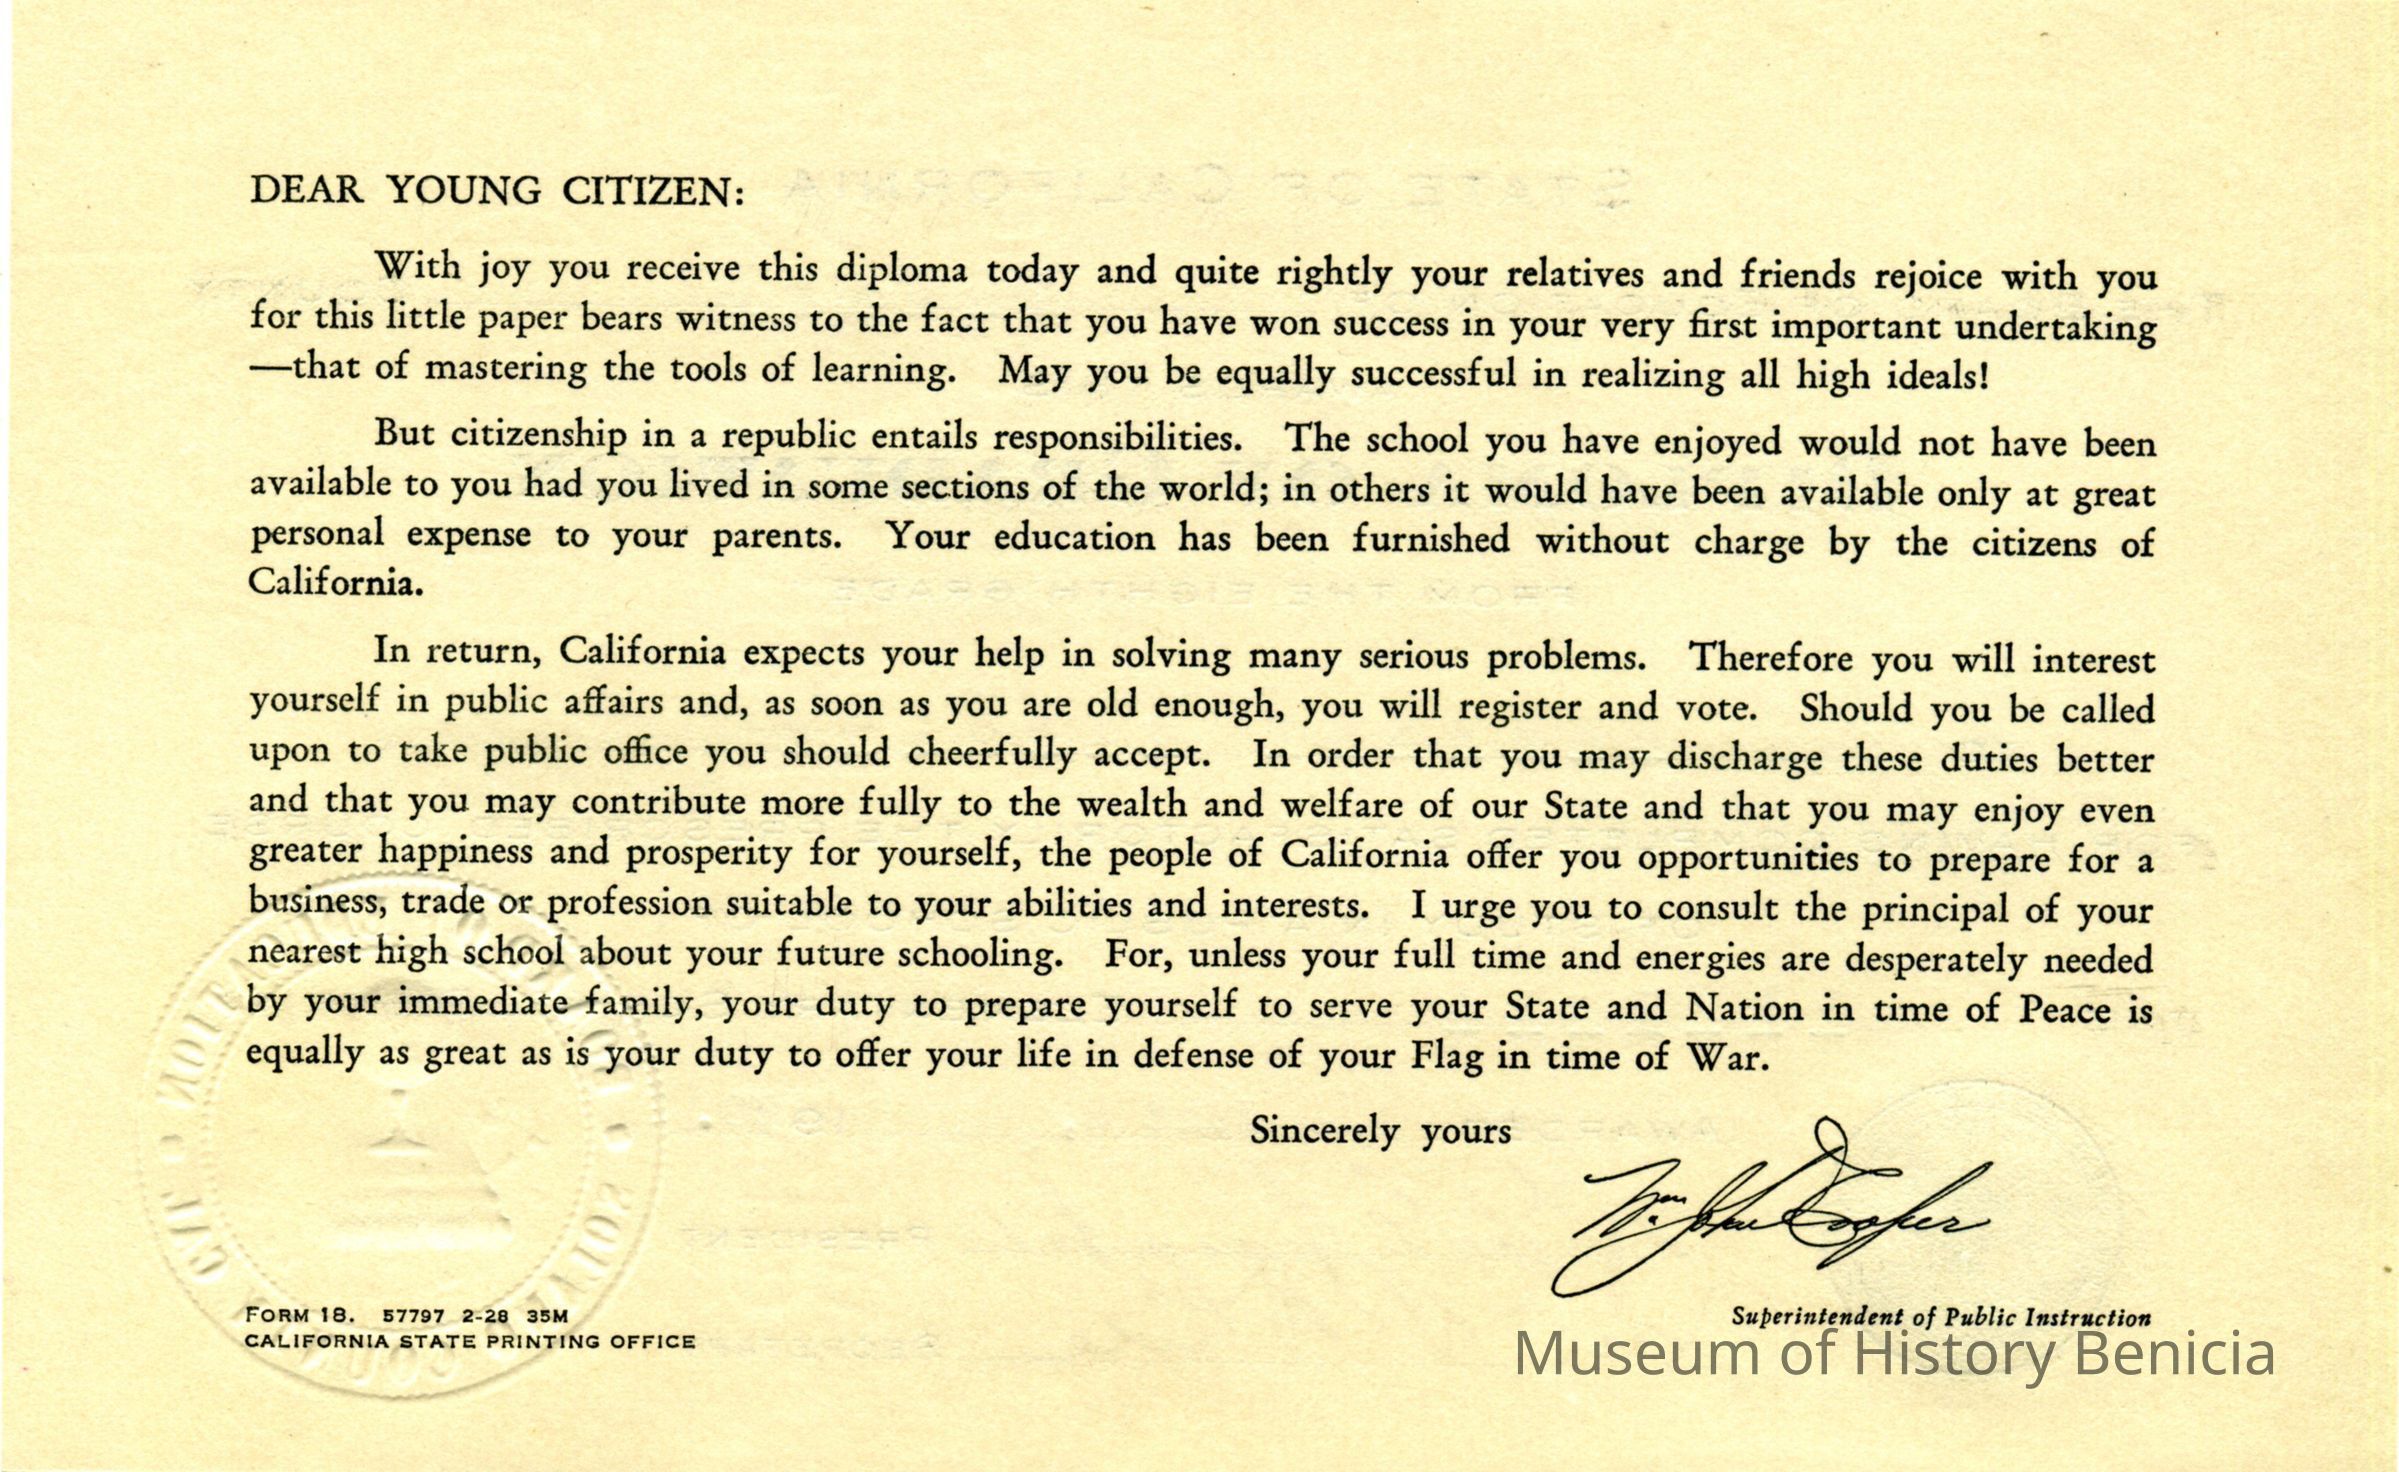 DEAR YOUNG CITIZEN:
With joy you receive this diploma today and quite rightly your relatives and friends rejoice with you
for this little paper bears witness to the fact that you have won success in your very first important undertaking
—that of mastering the tools of learning. May you be equally successful in realizing all high ideals!
But citizenship in a republic entails responsibilities. The school you have enjoyed would not have been
available to you had you lived in some sections of the world; in others it would have been available only at great
personal expense to your parents. Your education has been furnished without charge by the citizens of
California.
In return, California expects your help in solving many serious problems. Therefore you will interest
yourself in public affairs and, as soon as you are old enough, you will register and vote. Should you be called
upon to take public office you should cheerfully accept. In order that you may discharge these duties better
and that you may contribute more fully to the wealth and welfare of our State and that you may enjoy even
greater happiness and prosperity for yourself, the people of California offer you opportunities to prepare for a
business, trade or profession suitable to your abilities and interests. I urge you to consult the principal of your
nearest high school about your future schooling. For, unless your full time and energies are desperately needed
by your immediate family, your duty to prepare yourself to serve your State and Nation in time of Peace is
equally as great as is your duty to offer your life in defense of your Flag in time of War.
Sincerely yours
Wm. John Cooper
Superintendent of Public Instruction
FORM 18. 57797 2-28 35M
CALIFORNIA STATE PRINTING OFFICE
Museum of History Benicia